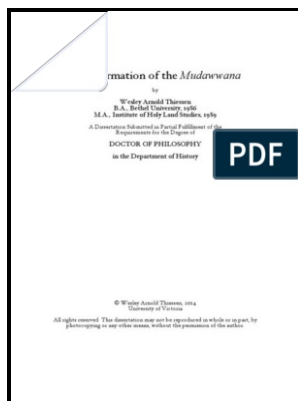 rmation of the Mudawwana
by
Wesley Arnold Thiessen
B.A., Bethel University, 1986
M.A., Institute of Holy Land Studies, 1989
A Dissertation Submitted in Partial Fulfillment of the
Requirements for the Degree of
DOCTOR OF PHILOSOPHY
in the Department of History
PDF
© Wesley Arnold Thiessen, 2014
University of Victoria
All rights reserved. This dissertation may not be reproduced in whole or in part, by
photocopying or any other means, without the permission of the author.